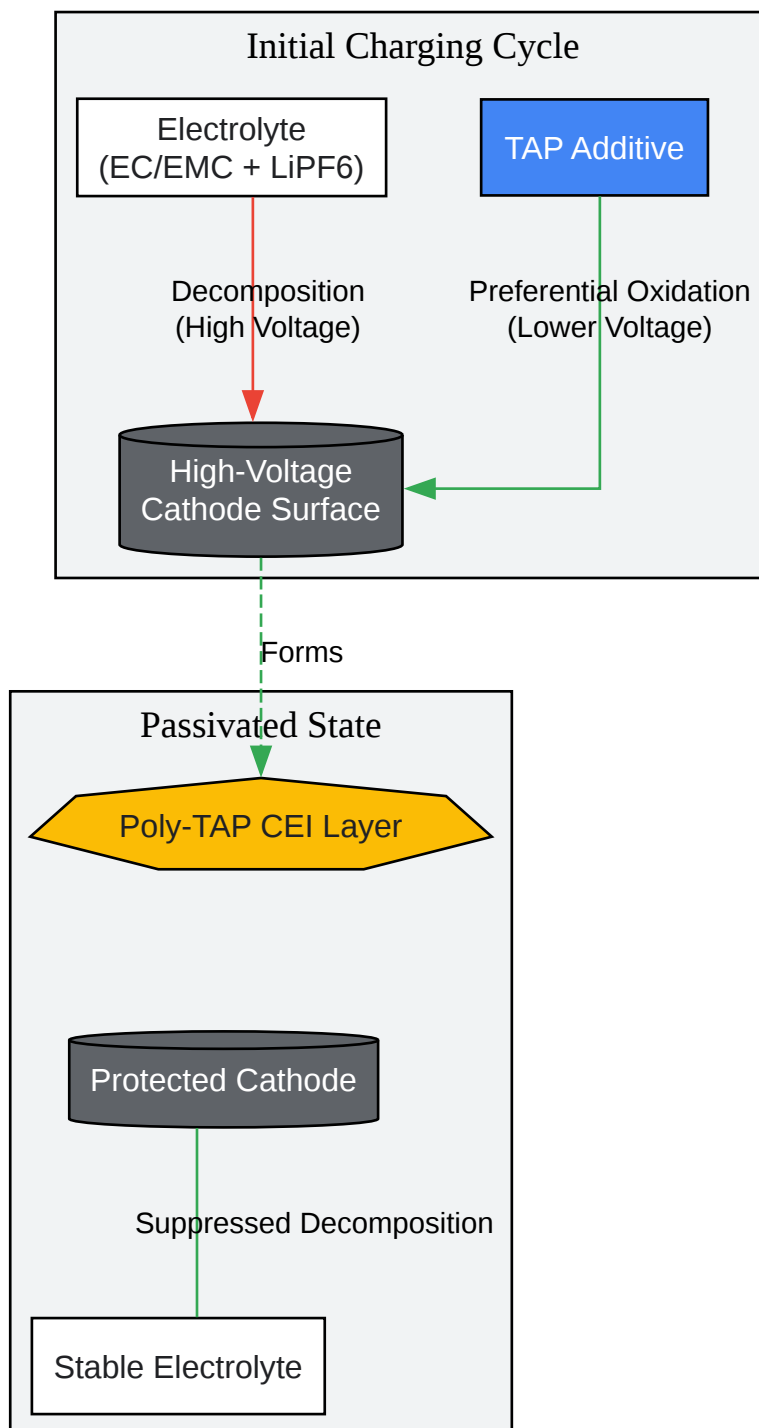 Initial Charging Cycle
Electrolyte
(EC/EMC + LiPF6)
TAP Additive
Decomposition
(High Voltage)
Preferential Oxidation
(Lower Voltage)
High-Voltage
Cathode Surface
Forms
Passivated State
Poly-TAP CEI Layer
Protected Cathode
Suppressed Decomposition
Stable Electrolyte